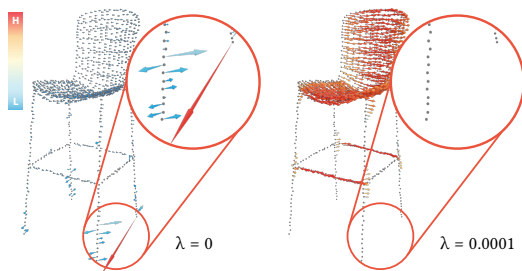 H
L
λ = 0
λ = 0.0001